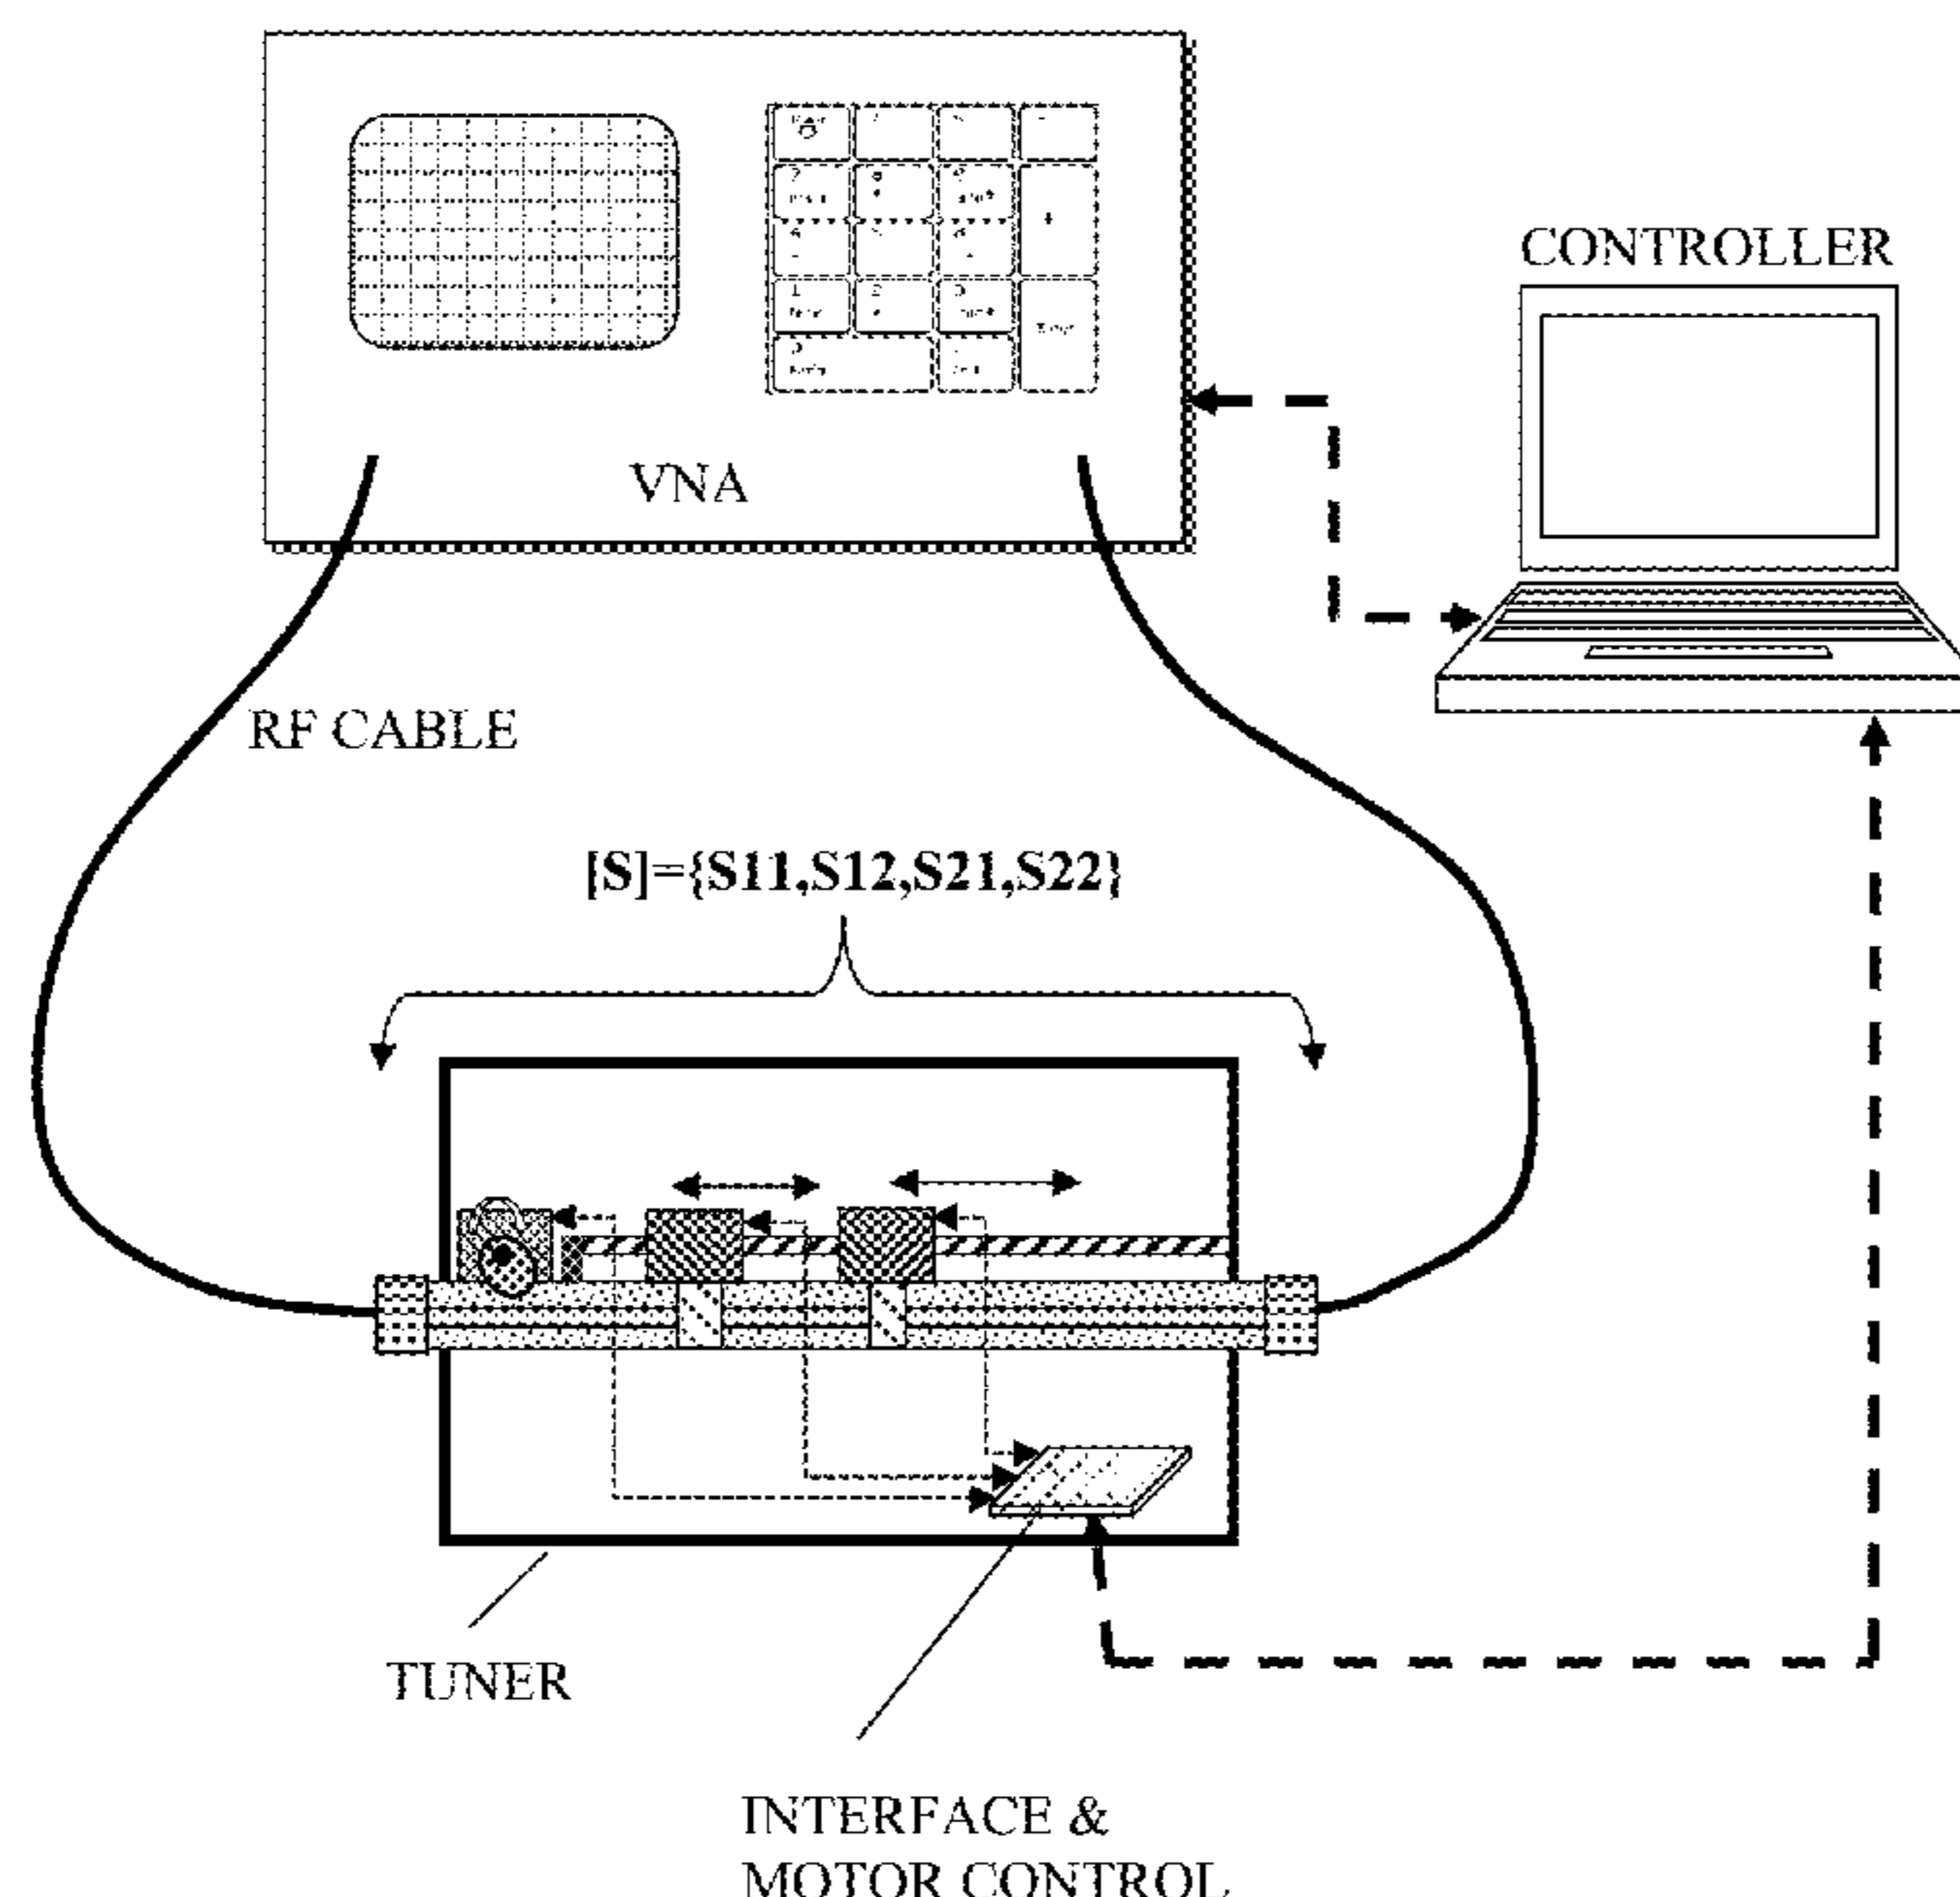 CONTROLLER
VNA
RF CABLE
[S]={S11,S12,S21,S22}
TUNER
INTERFACE &
MOTOR CONTROL